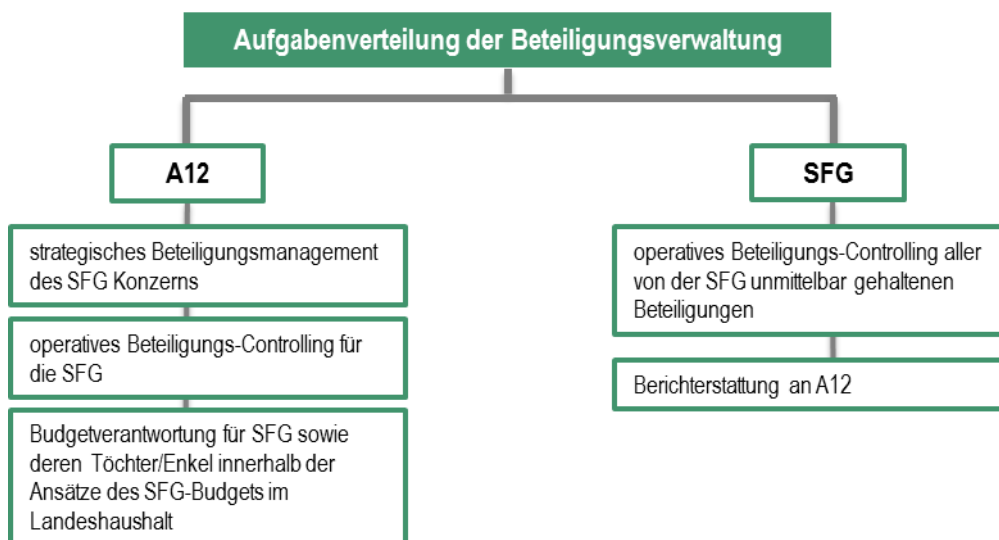 Aufgabenverteilung der Beteiligungsverwaltung
A12
strategisches Beteiligungsmanagement
des SFG Konzerns
operatives Beteiligungs-Controlling für
die SFG
Budgetverantwortung für SFG sowie
deren Töchter/Enkel innerhalb der
Ansätze des SFG-Budgets im
Landeshaushalt
SFG
operatives Beteiligungs-Controlling aller
von der SFG unmittelbar gehaltenen
Beteiligungen
Berichterstattung an A12